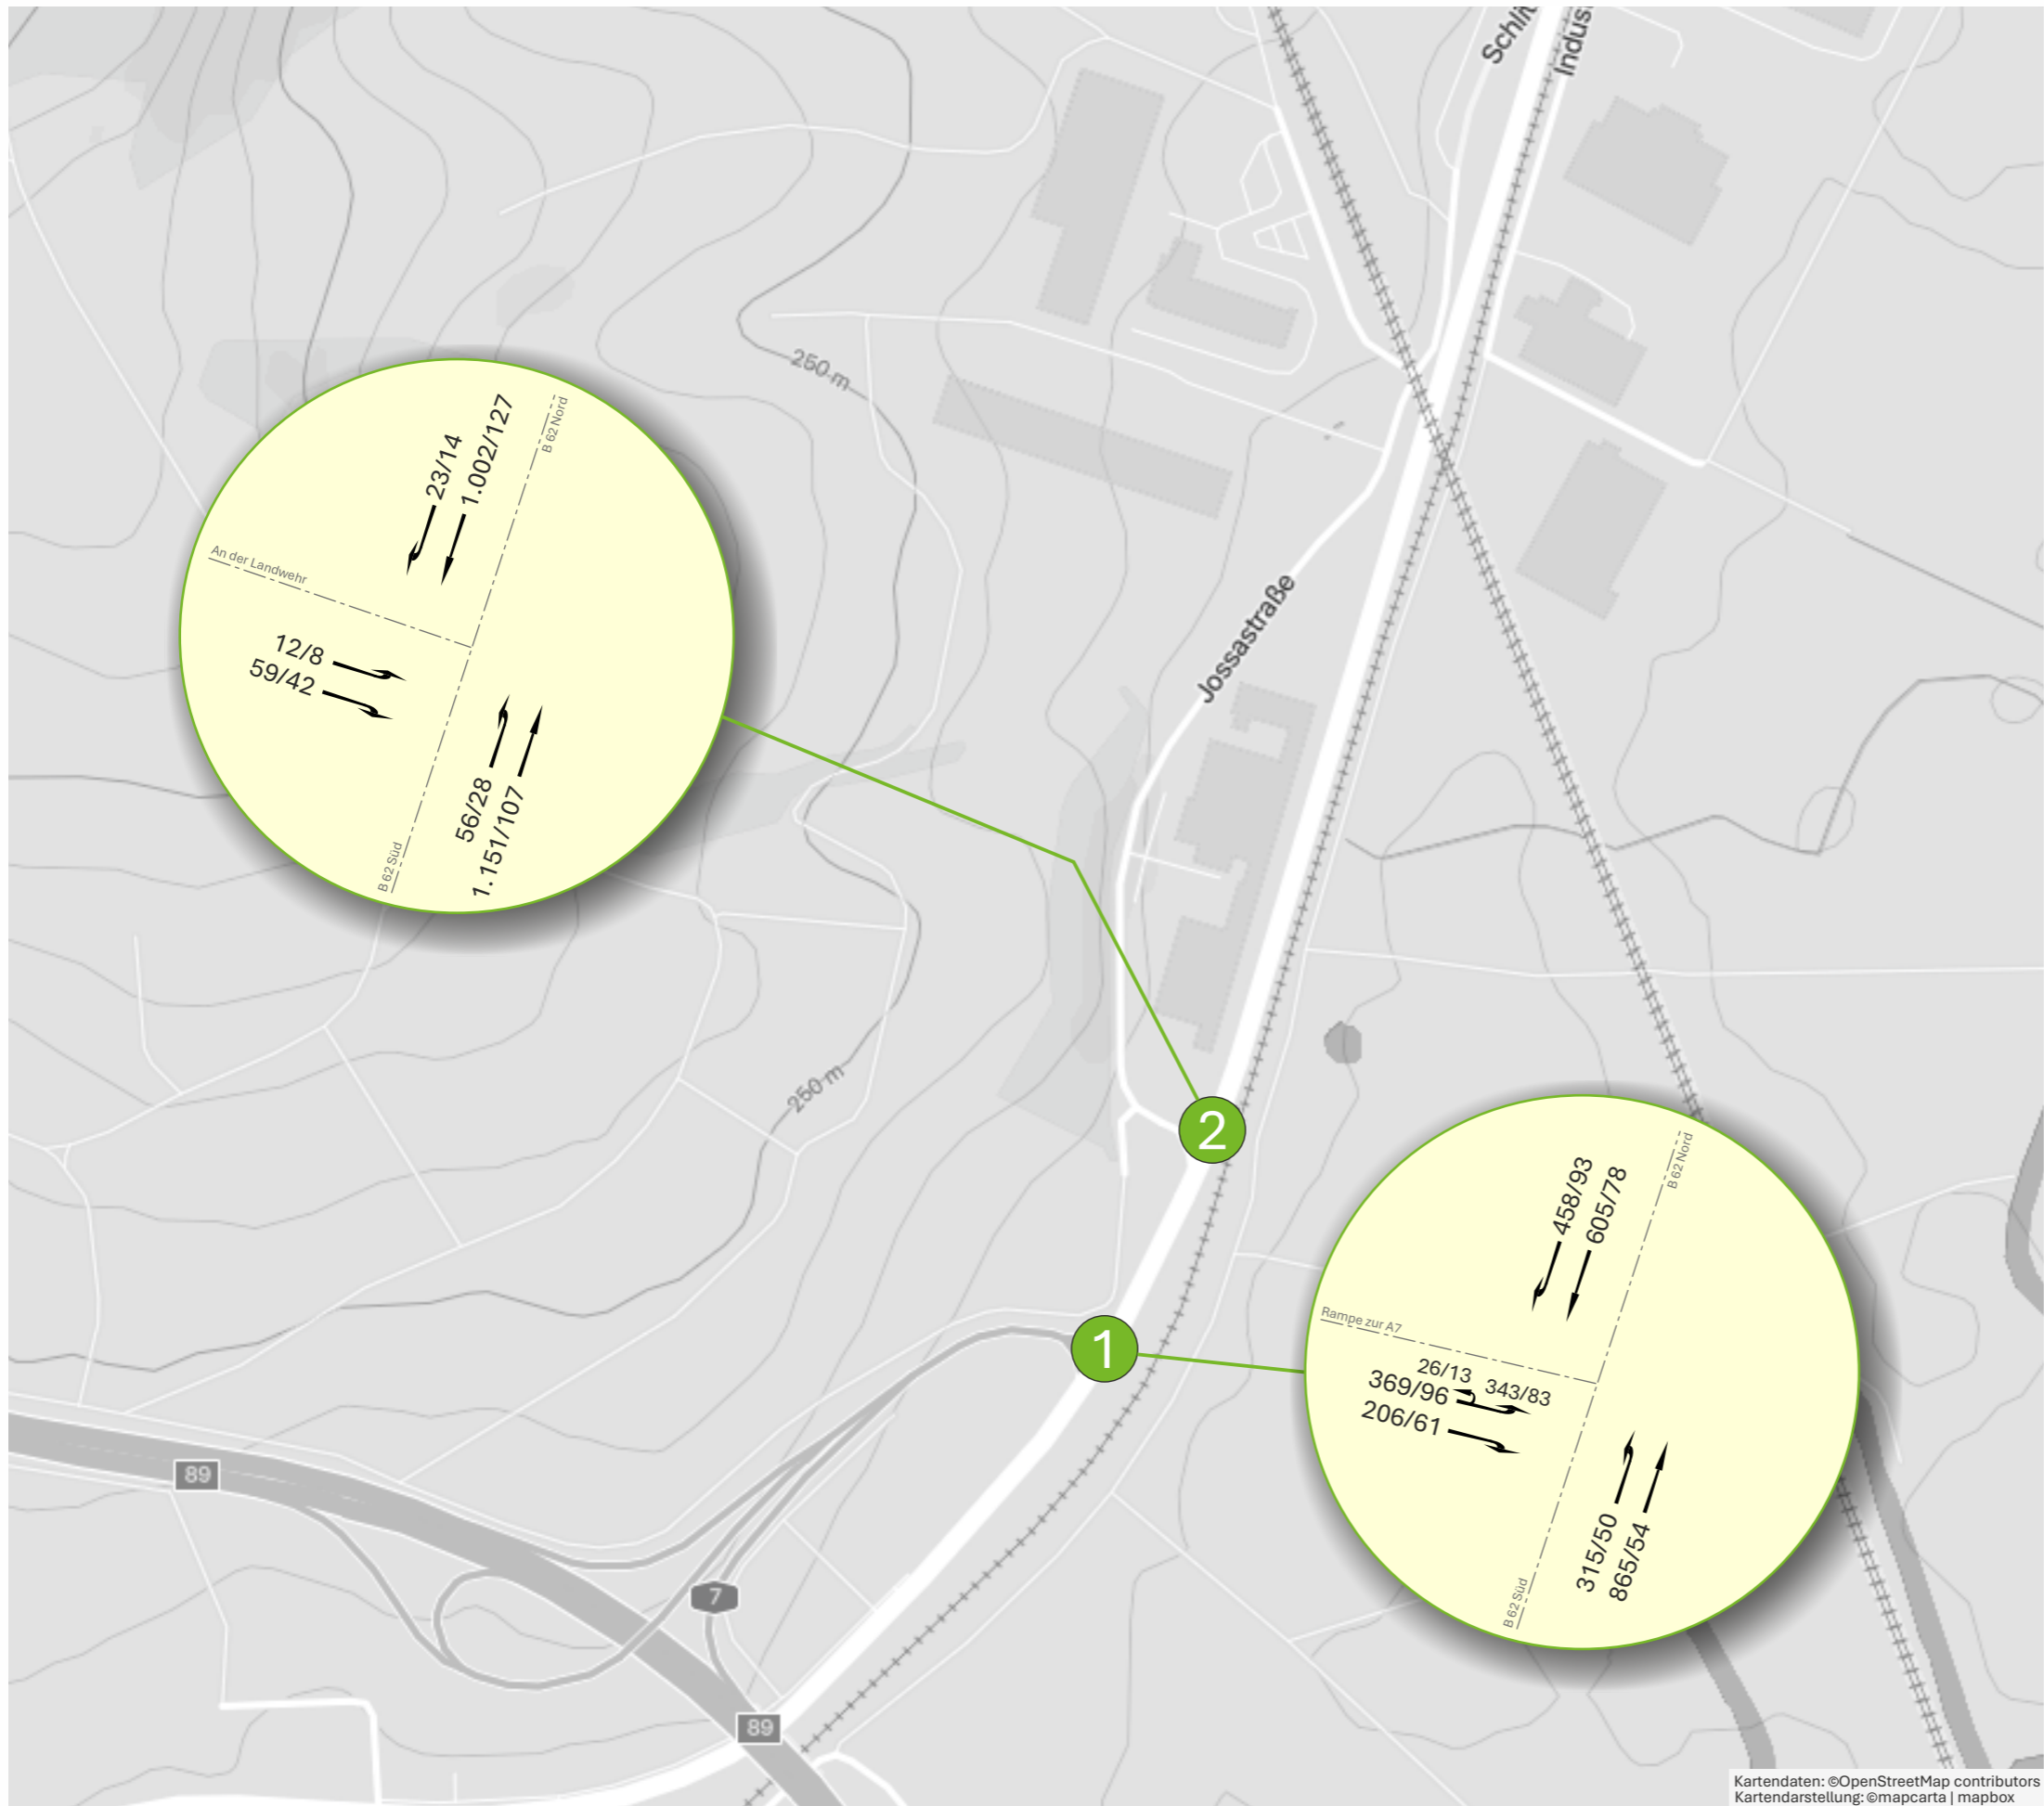 Schlit
Indus
250 m
23/14
1.002/127
B 62 Nord
An der Landwehr
12/8
59/42
56/28
1.151/107
B 62 Süd
Jossastraße
250 m
2
458/93
605/78
B 62 Nord
Rampe zur A7
26/13
343/83
369/96
206/61
315/50
865/54
B 62 Süd
1
89
7
89
Kartendaten: ©OpenStreetMap contributors
Kartendarstellung: ©mapcarta | mapbox